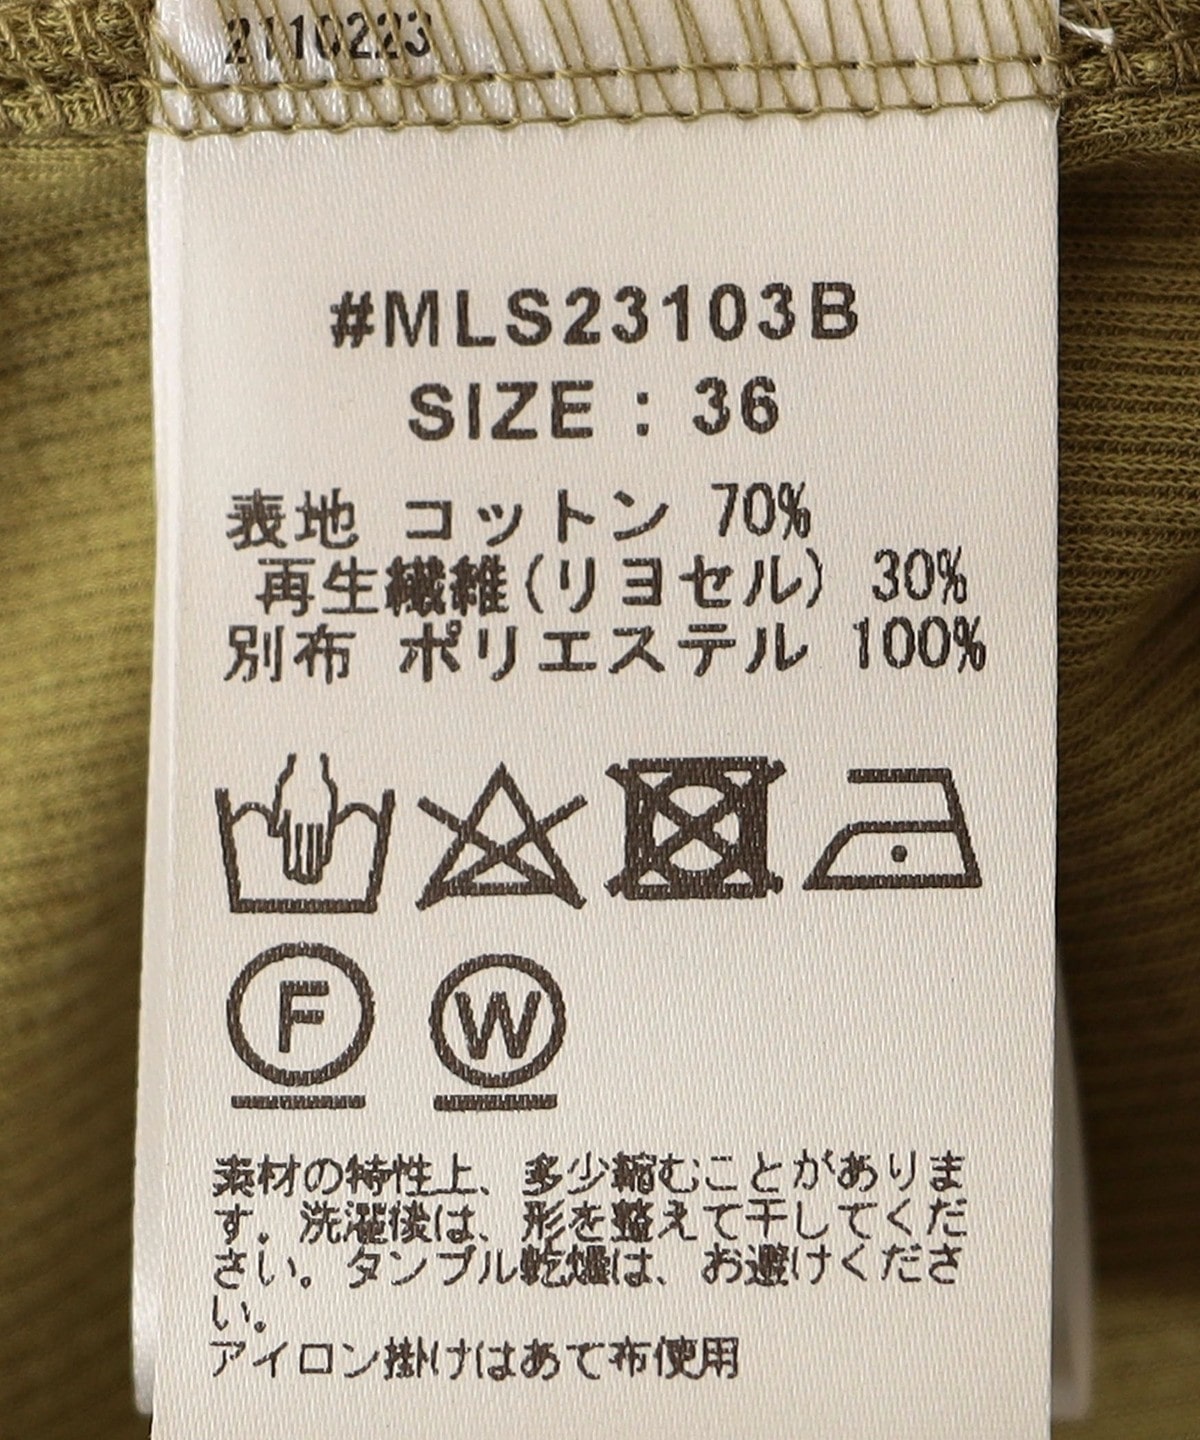 2110223
#MLS23103B
SIZE : 36
表地 コットン 70%
再生繊維(リヨセル) 30%
別布 ポリエステル 100%
F W
素材の特性上、多少縮むことがありま
す。洗濯後は、形を整えて干してくだ
さい。タンブル乾燥は、お避けくださ
い。
アイロン掛けはあて布使用